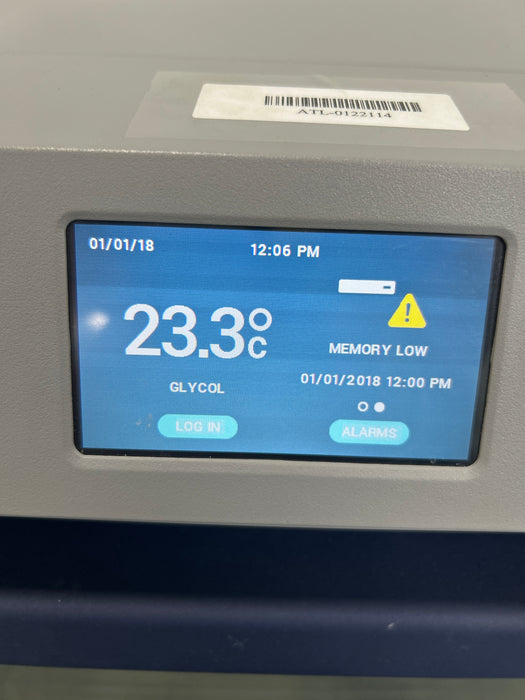 ATL-0122114
01/01/18
12:06 PM
23.3°C
GLYCOL
LOG IN
MEMORY LOW
01/01/2018 12:00 PM
ALARMS